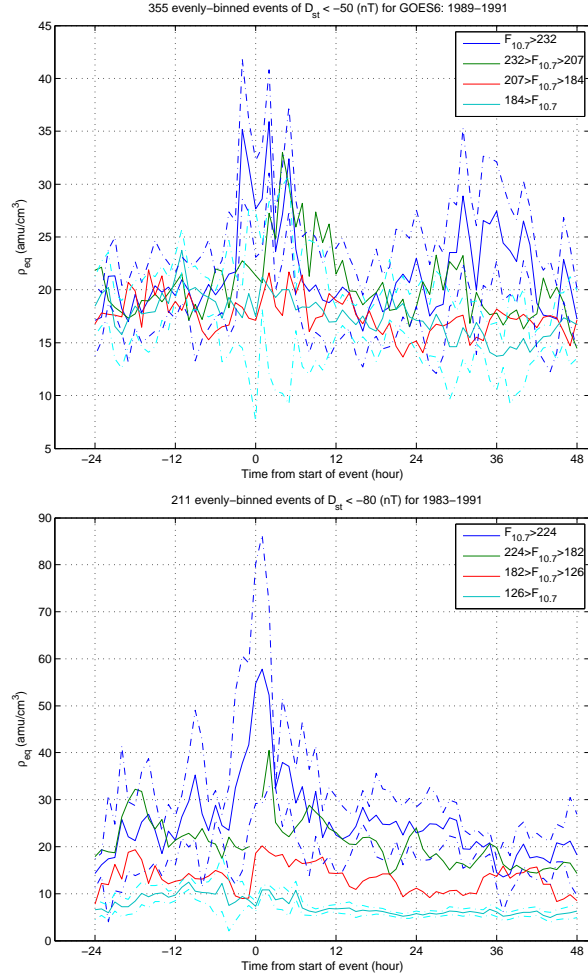 355 evenly−binned events of D_st < −50 (nT) for GOES6: 1989−1991
F_10.7>232
232>F_10.7>207
207>F_10.7>184
184>F_10.7
45
40
35
30
25
20
15
10
5
ρ_eq (amu/cm^3)
−24 −12 0 12 24 36 48
Time from start of event (hour)
211 evenly−binned events of D_st < −80 (nT) for 1983−1991
F_10.7>224
224>F_10.7>182
182>F_10.7>126
126>F_10.7
90
80
70
60
50
40
30
20
10
0
ρ_eq (amu/cm^3)
−24 −12 0 12 24 36 48
Time from start of event (hour)